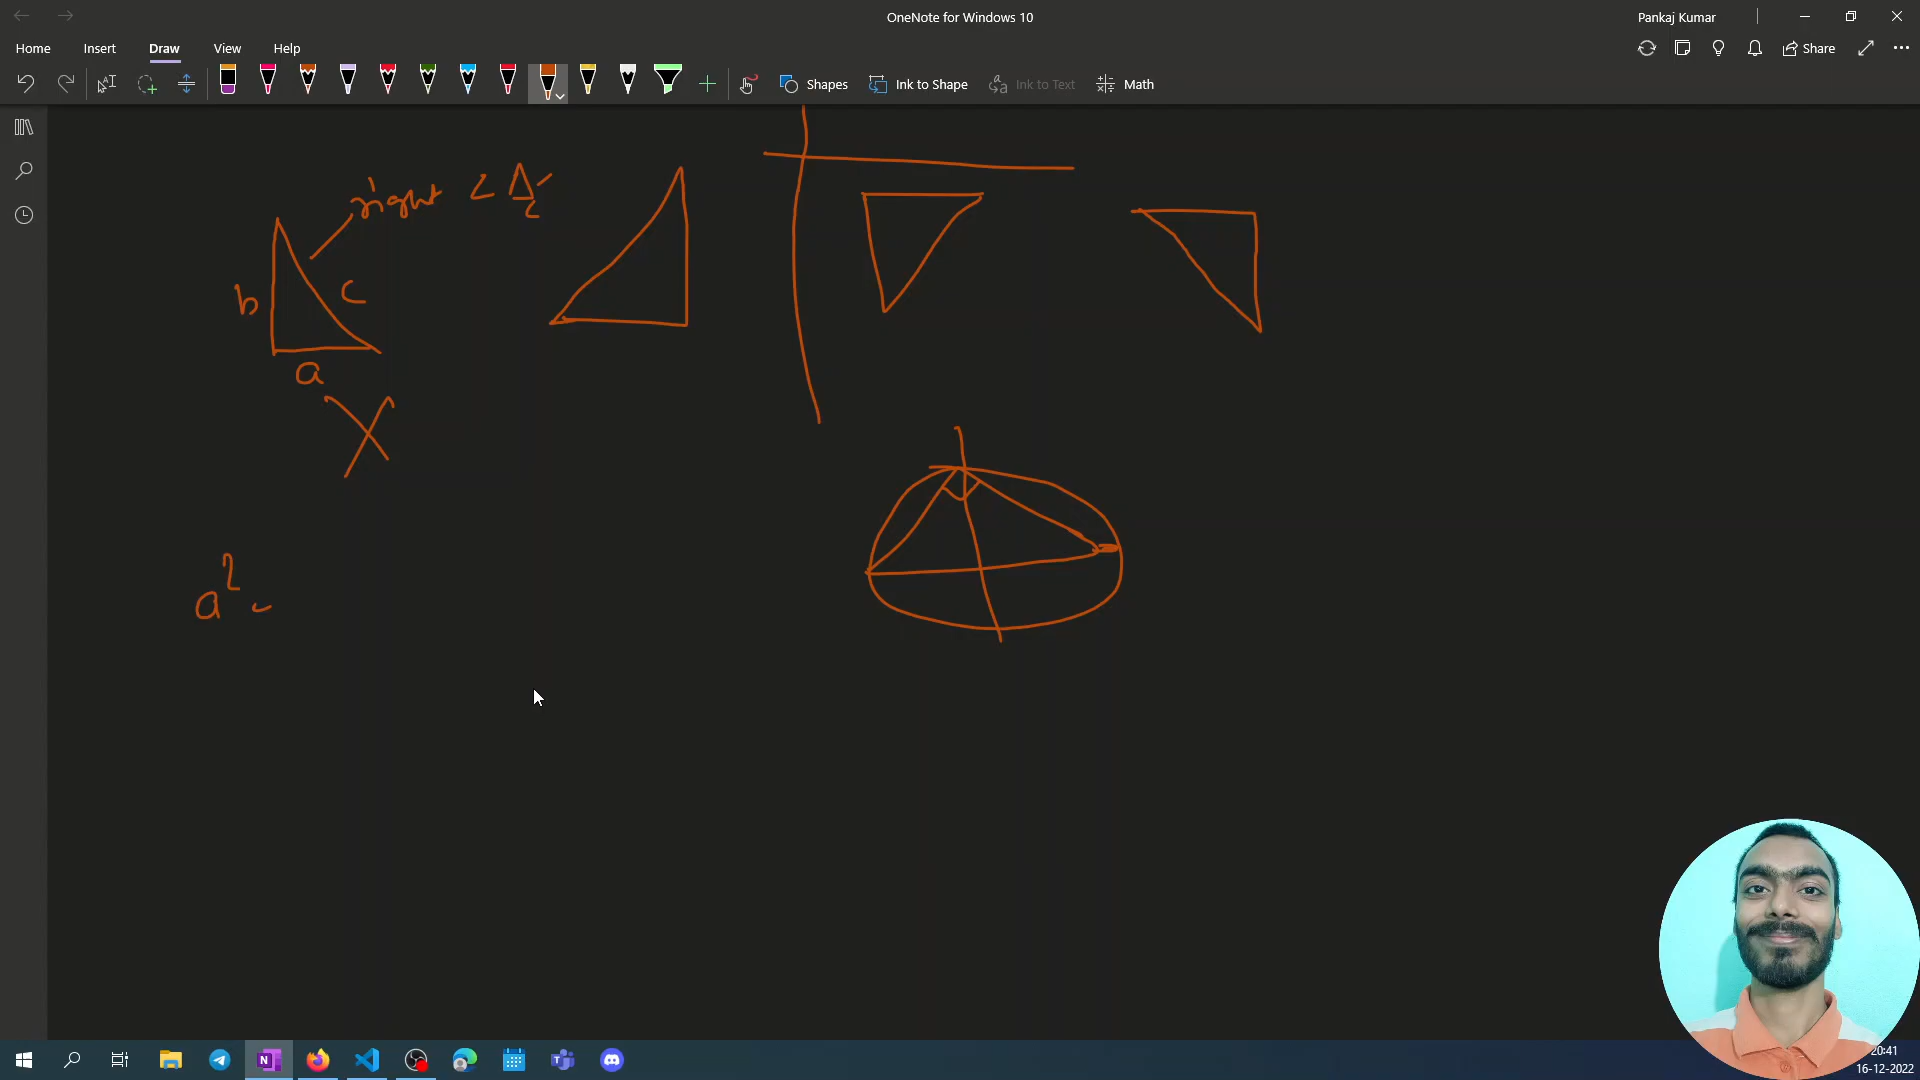 OneNote for Windows 10
Pankaj Kumar
Home Insert Draw View Help
Share
Shapes Ink to Shape Ink to Text Math
right ∠ Δ
b c
a
a²
20:41
16-12-2022